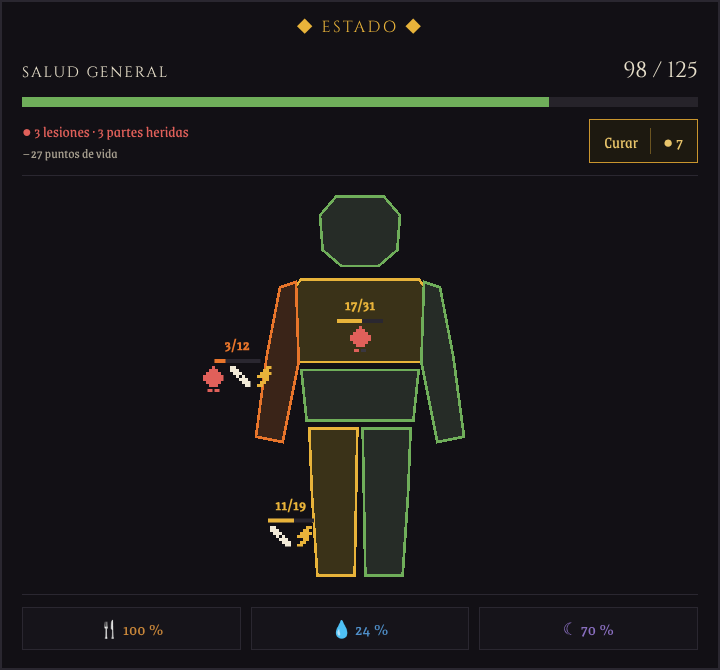 ESTADO
SALUD GENERAL 98 / 125
3 lesiones · 3 partes heridas
−27 puntos de vida
Curar 7
17/31
3/12
11/19
100 %
24 %
70 %